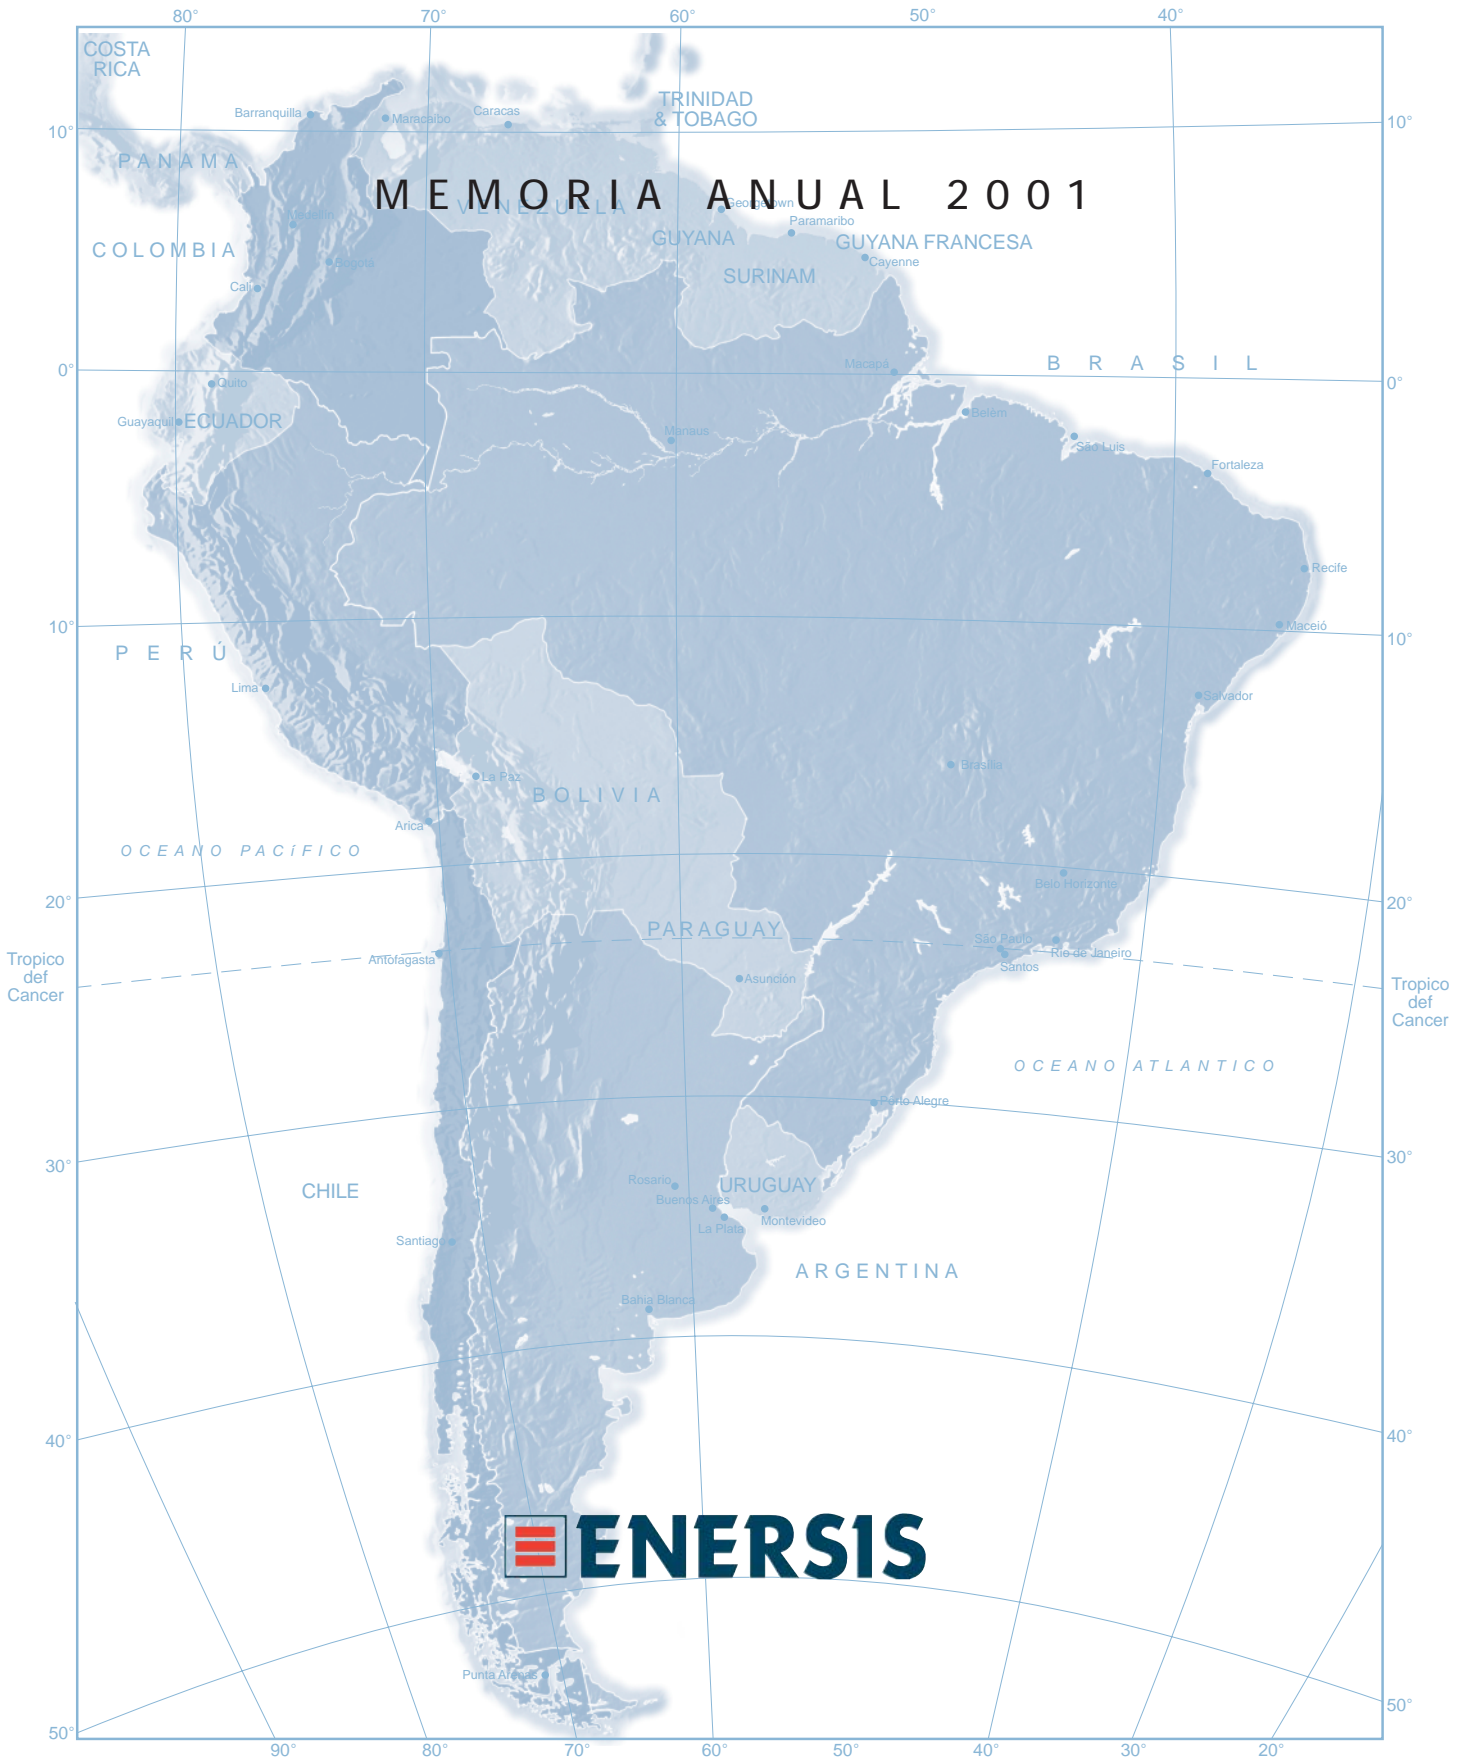 80° 70° 60° 50° 40°
COSTA
RICA
TRINIDAD
& TOBAGO
Barranquilla
Maracaibo
Caracas
10°
10°
PANAMA
MEMORIA ANUAL 2001
VENEZUELLA
Georgetown
Medellín
Paramaribo
COLOMBIA
GUYANA
GUYANA FRANCESA
Bogotá
Cayenne
SURINAM
Cali
Macapá
BRASIL
0°
0°
Quito
Guayaquil
ECUADOR
Belém
Manaus
São Luis
Fortaleza
Recife
10°
Maceió
10°
PERÚ
Lima
Salvador
Brasília
La Paz
BOLIVIA
Arica
OCEANO PACíFICO
Belo Horizonte
20°
20°
PARAGUAY
São Paulo
Rio de Janeiro
Santos
Antofagasta
Asunción
Tropico
def
Cancer
Tropico
def
Cancer
OCEANO ATLANTICO
Pôrto Alegre
30°
30°
CHILE
Rosario
URUGUAY
Buenos Aires
La Plata
Montevideo
Santiago
ARGENTINA
Bahia Blanca
40°
40°
ENERSIS
Punta Arenas
50°
50°
90° 80° 70° 60° 50° 40° 30° 20°